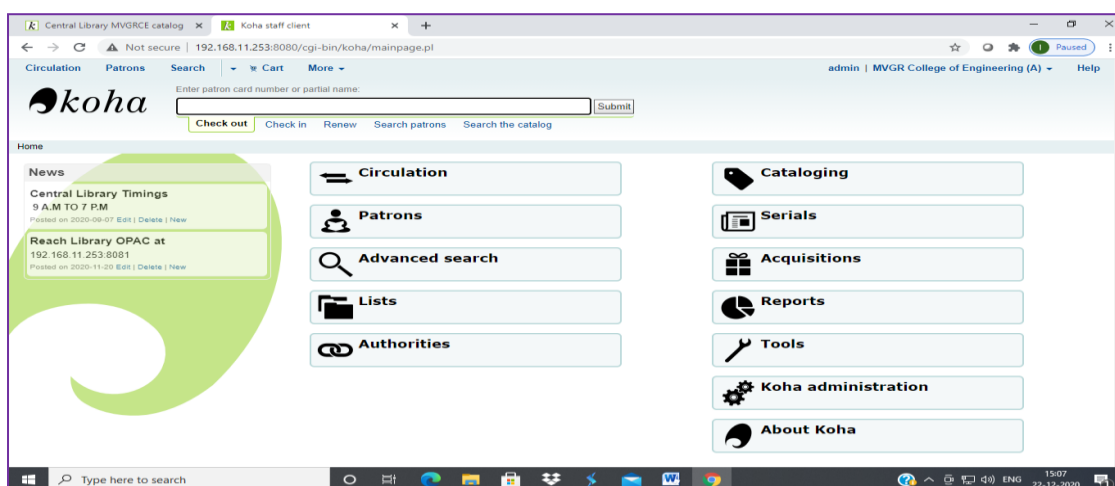 Central Library MVGRCE catalog
Koha staff client
Not secure | 192.168.11.253:8080/cgi-bin/koha/mainpage.pl
Paused
Circulation Patrons Search Cart More admin | MVGR College of Engineering (A) Help
koha
Enter patron card number or partial name:
Submit
Check out Check in Renew Search patrons Search the catalog
Home
News
Central Library Timings
9 A.M TO 7 P.M
Posted on 2020-09-07 Edit | Delete | New
Reach Library OPAC at
192.168.11.253:8081
Posted on 2020-11-20 Edit | Delete | New
Circulation
Patrons
Advanced search
Lists
Authorities
Cataloging
Serials
Acquisitions
Reports
Tools
Koha administration
About Koha
Type here to search
ENG
15:07
22-12-2020